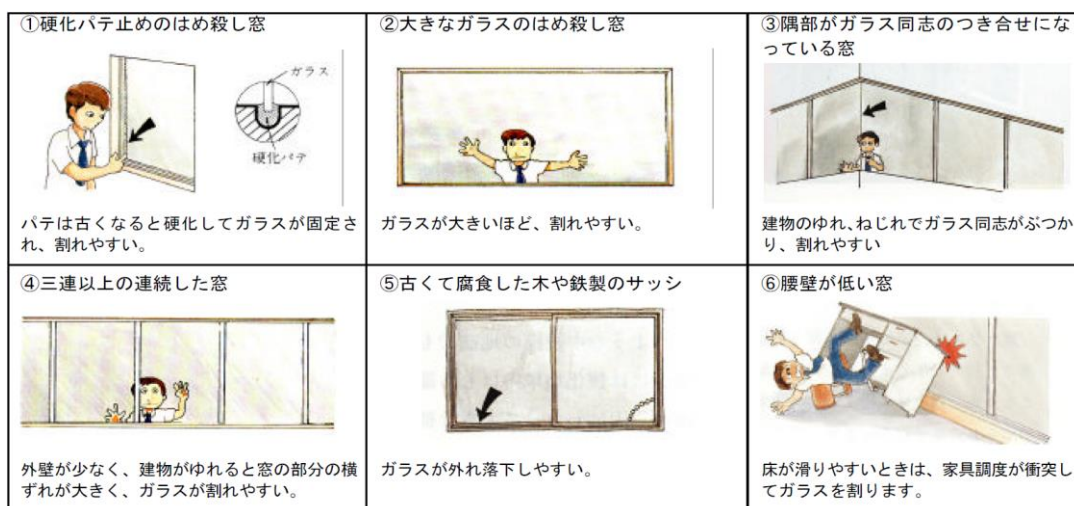 ①硬化パテ止めのはめ殺し窓
ガラス
硬化パテ
パテは古くなると硬化してガラスが固定さ
れ、割れやすい。
②大きなガラスのはめ殺し窓
ガラスが大きいほど、割れやすい。
③隅部がガラス同志のつき合せにな
っている窓
建物のゆれ、ねじれでガラス同志がぶつか
り、割れやすい
④三連以上の連続した窓
外壁が少なく、建物がゆれると窓の部分の横
ずれが大きく、ガラスが割れやすい。
⑤古くて腐食した木や鉄製のサッシ
ガラスが外れ落下しやすい。
⑥腰壁が低い窓
床が滑りやすいときは、家具調度が衝突し
てガラスを割ります。